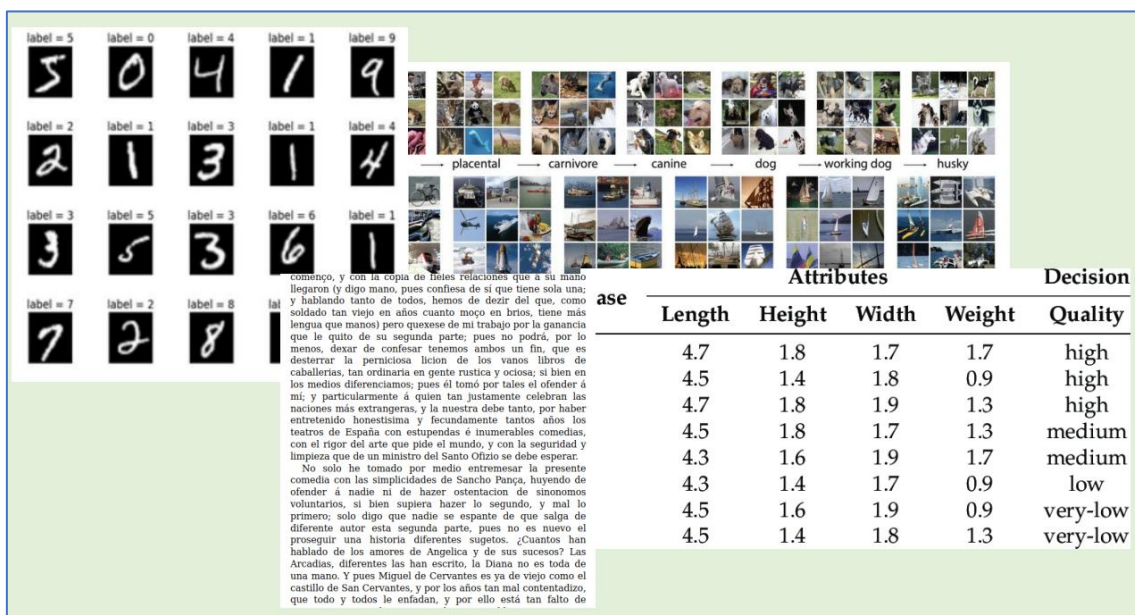 label = 5 label = 0 label = 4 label = 1 label = 9
label = 2 label = 1 label = 3 label = 1 label = 4
label = 3 label = 5 label = 3 label = 6 label = 1
label = 7 label = 2 label = 8
placental carnivore canine dog working dog husky
començo, y con la copia de fieles relaciones que a su mano
llegaron (y digo mano, pues confiesa de sí que tiene sola una;
y hablando tanto de todos, hemos de dezir del que, como
soldado tan viejo en años cuanto moço en brios, tiene más
lengua que manos) pero quexese de mi trabajo por la ganancia
que le quito de su segunda parte; pues no podrá, por lo
menos, dexar de confesar tenemos ambos un fin, que es
desterrar la perniciosa licion de los vanos libros de
caballerias, tan ordinaria en gente rustica y ociosa; si bien en
los medios diferenciamos; pues él tomó por tales el ofender á
mí; y particularmente á quien tan justamente celebran las
naciones más extrangeras, y la nuestra debe tanto, por haber
entretenido honestisima y fecundamente tantos años los
teatros de España con estupendas é inumerables comedias,
con el rigor del arte que pide el mundo, y con la seguridad y
limpieza que de un ministro del Santo Ofizio se debe esperar.
No solo he tomado por medio entremesar la presente
comedia con las simplicidades de Sancho Pança, huyendo de
ofender á nadie ni de hazer ostentacion de sinonomos
voluntarios, si bien supiera hazer lo segundo, y mal lo
primero; solo digo que nadie se espante de que salga de
diferente autor esta segunda parte, pues no es nuevo el
proseguir una historia diferentes sugetos. ¿Cuantos han
hablado de los amores de Angelica y de sus sucesos? Las
Arcadias, diferentes las han escrito, la Diana no es toda de
una mano. Y pues Miguel de Cervantes es ya de viejo como el
castillo de San Cervantes, y por los años tan mal contentadizo,
que todo y todos le enfadan, y por ello está tan falto de
Attributes Decision
ase Length Height Width Weight Quality
4.7 1.8 1.7 1.7 high
4.5 1.4 1.8 0.9 high
4.7 1.8 1.9 1.3 high
4.5 1.8 1.7 1.3 medium
4.3 1.6 1.9 1.7 medium
4.3 1.4 1.7 0.9 low
4.5 1.6 1.9 0.9 very-low
4.5 1.4 1.8 1.3 very-low